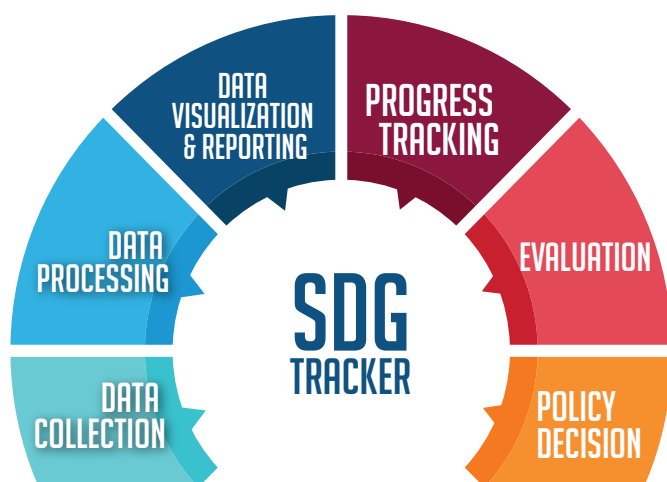 DATA
VISUALIZATION
& REPORTING
PROGRESS
TRACKING
DATA
PROCESSING
EVALUATION
SDG
TRACKER
DATA
COLLECTION
POLICY
DECISION